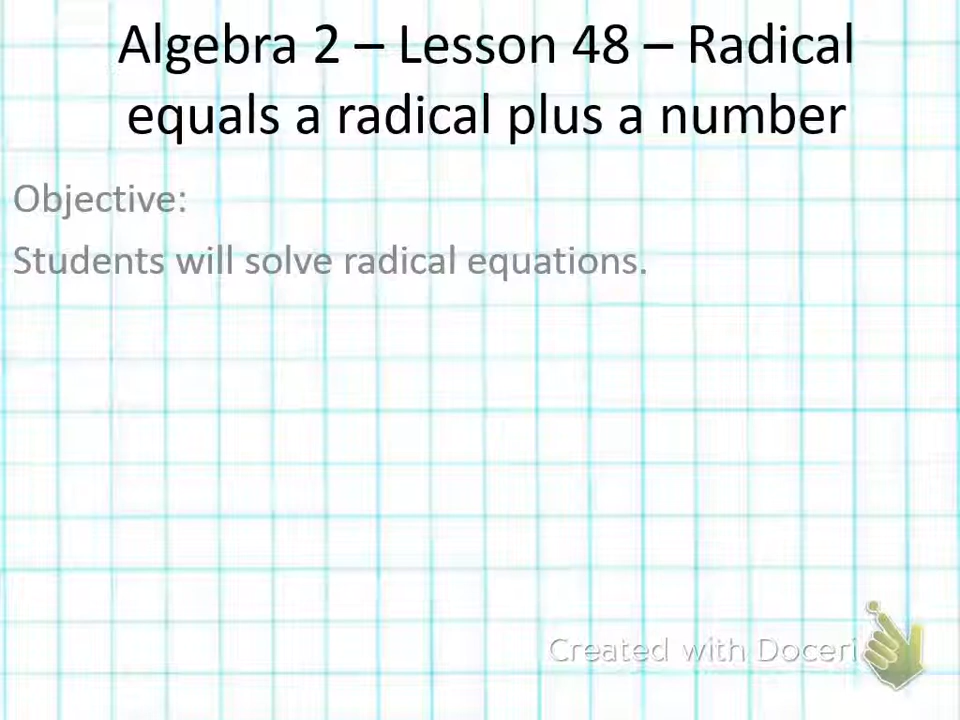 Algebra 2 – Lesson 48 – Radical
equals a radical plus a number
Objective:
Students will solve radical equations.
Created with Doceri